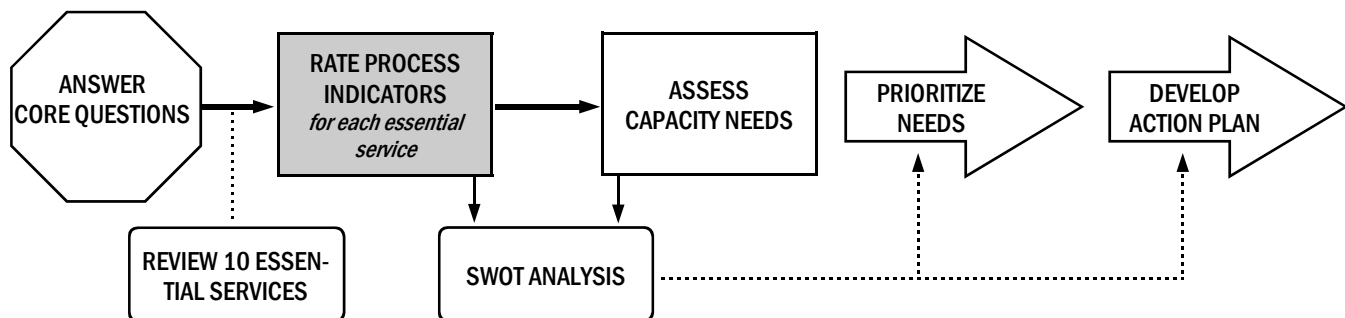 ANSWER
CORE QUESTIONS
RATE PROCESS
INDICATORS
for each essential
service
ASSESS
CAPACITY NEEDS
PRIORITIZE
NEEDS
DEVELOP
ACTION PLAN
REVIEW 10 ESSEN-
TIAL SERVICES
SWOT ANALYSIS